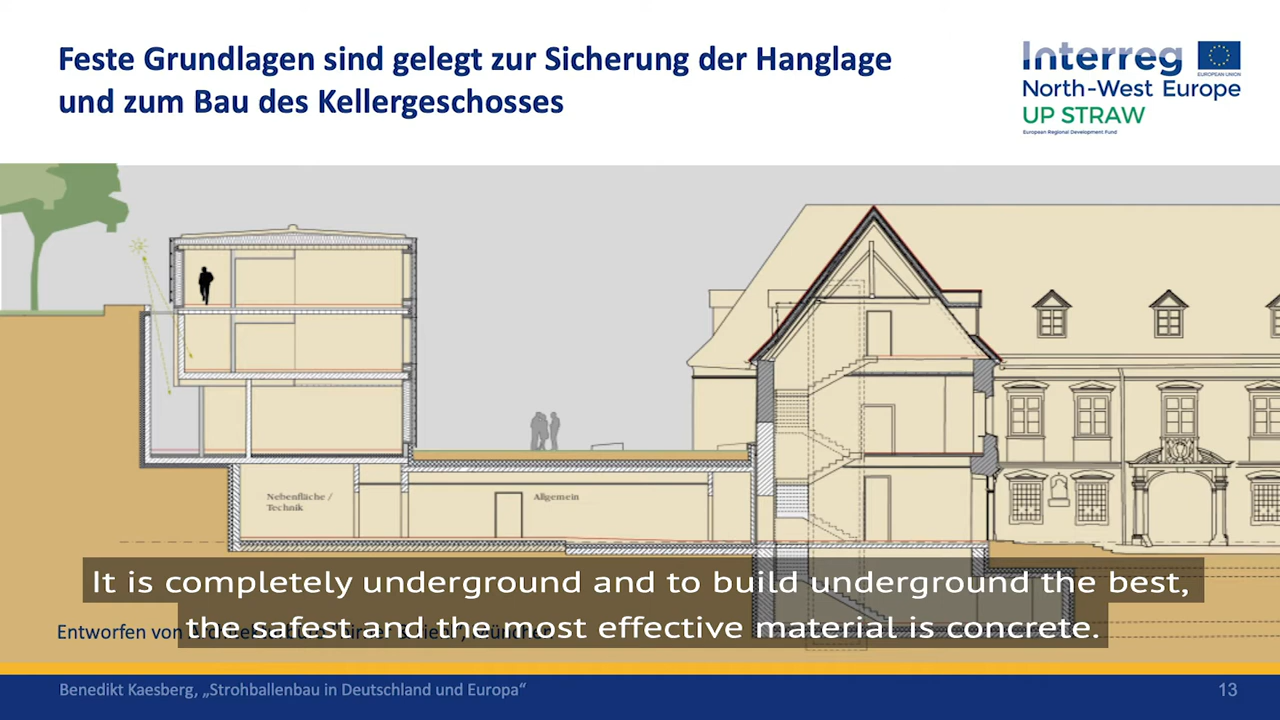 Feste Grundlagen sind gelegt zur Sicherung der Hanglage
und zum Bau des Kellergeschosses
Interreg
EUROPEAN UNION
North-West Europe
UP STRAW
European Regional Development Fund
Nebenfläche /
Technik
Allgemein
It is completely underground and to build underground the best,
the safest and the most effective material is concrete.
Entworfen von
Benedikt Kaesberg, „Strohballenbau in Deutschland und Europa“
13